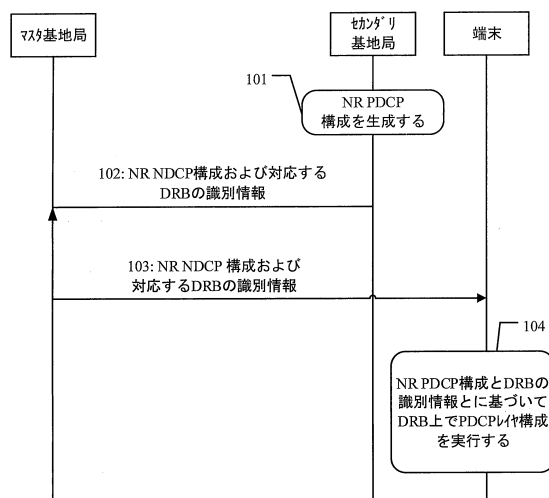 ﾏｽﾀ基地局
ｾｶﾝﾀﾞﾘ
基地局
端末
101
NR PDCP
構成を生成する
102: NR NDCP構成および対応する
DRBの識別情報
103: NR NDCP 構成および
対応するDRBの識別情報
104
NR PDCP構成とDRBの
識別情報とに基づいて
DRB上でPDCPﾚｲﾔ構成
を実行する